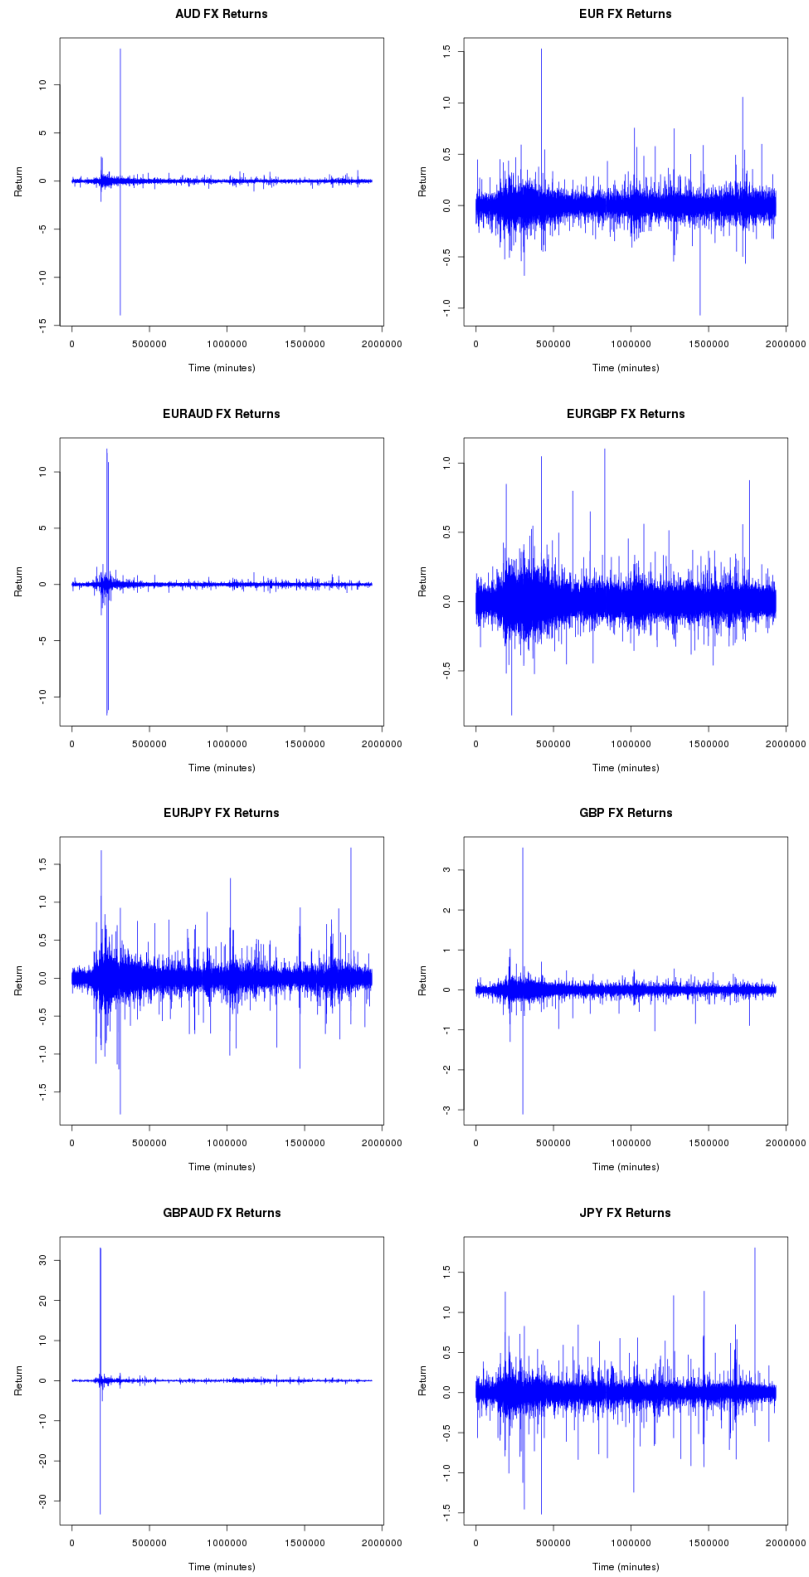 AUD FX Returns
Return
10
5
0
-5
-10
-15
0 500000 1000000 1500000 2000000
Time (minutes)
EUR FX Returns
Return
1.5
1.0
0.5
0.0
-0.5
-1.0
0 500000 1000000 1500000 2000000
Time (minutes)
EURAUD FX Returns
Return
10
5
0
-5
-10
0 500000 1000000 1500000 2000000
Time (minutes)
EURGBP FX Returns
Return
1.0
0.5
0.0
-0.5
0 500000 1000000 1500000 2000000
Time (minutes)
EURJPY FX Returns
Return
1.5
1.0
0.5
0.0
-0.5
-1.0
-1.5
0 500000 1000000 1500000 2000000
Time (minutes)
GBP FX Returns
Return
3
2
1
0
-1
-2
-3
0 500000 1000000 1500000 2000000
Time (minutes)
GBPAUD FX Returns
Return
30
20
10
0
-10
-20
-30
0 500000 1000000 1500000 2000000
Time (minutes)
JPY FX Returns
Return
1.5
1.0
0.5
0.0
-0.5
-1.0
-1.5
0 500000 1000000 1500000 2000000
Time (minutes)